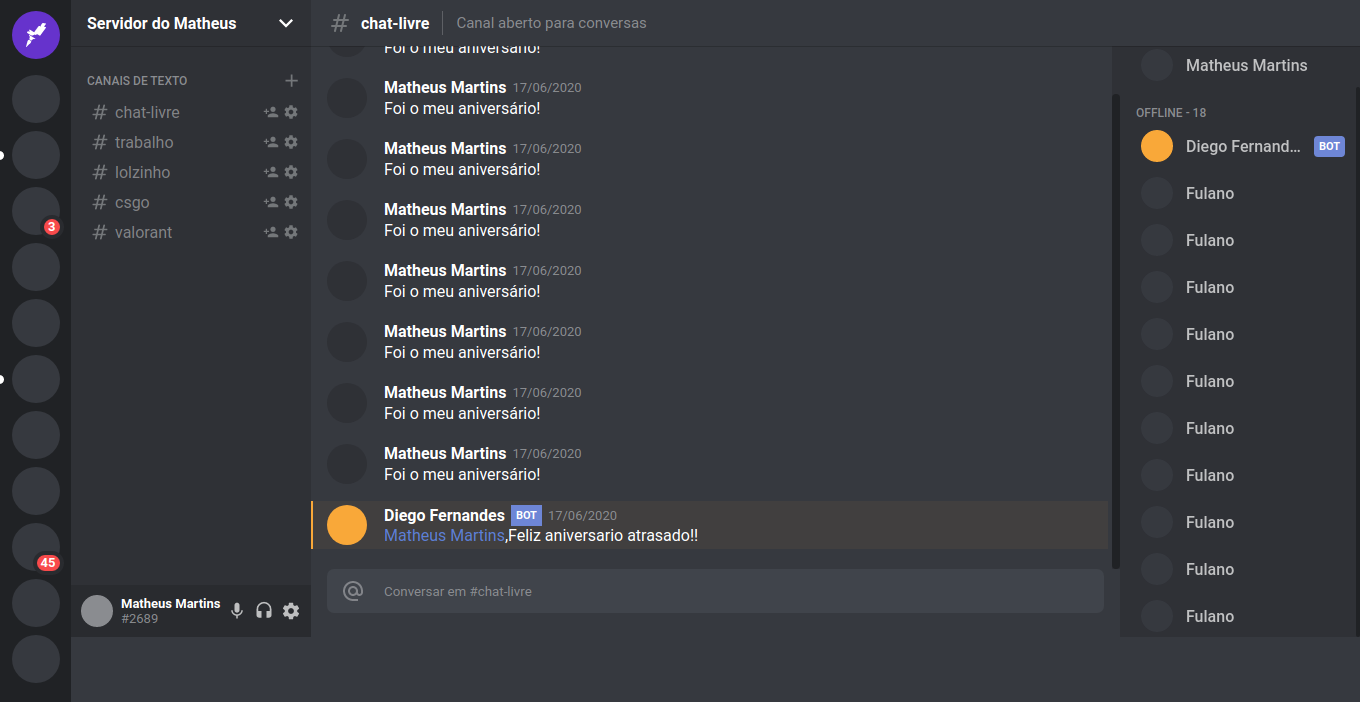 Servidor do Matheus
CANAIS DE TEXTO
# chat-livre
# trabalho
# lolzinho
# csgo
# valorant
3
45
Matheus Martins
#2689
# chat-livre Canal aberto para conversas
Foi o meu aniversário!
Matheus Martins 17/06/2020
Foi o meu aniversário!
Matheus Martins 17/06/2020
Foi o meu aniversário!
Matheus Martins 17/06/2020
Foi o meu aniversário!
Matheus Martins 17/06/2020
Foi o meu aniversário!
Matheus Martins 17/06/2020
Foi o meu aniversário!
Matheus Martins 17/06/2020
Foi o meu aniversário!
Matheus Martins 17/06/2020
Foi o meu aniversário!
Diego Fernandes BOT 17/06/2020
Matheus Martins,Feliz aniversario atrasado!!
@ Conversar em #chat-livre
Matheus Martins
OFFLINE - 18
Diego Fernand... BOT
Fulano
Fulano
Fulano
Fulano
Fulano
Fulano
Fulano
Fulano
Fulano
Fulano